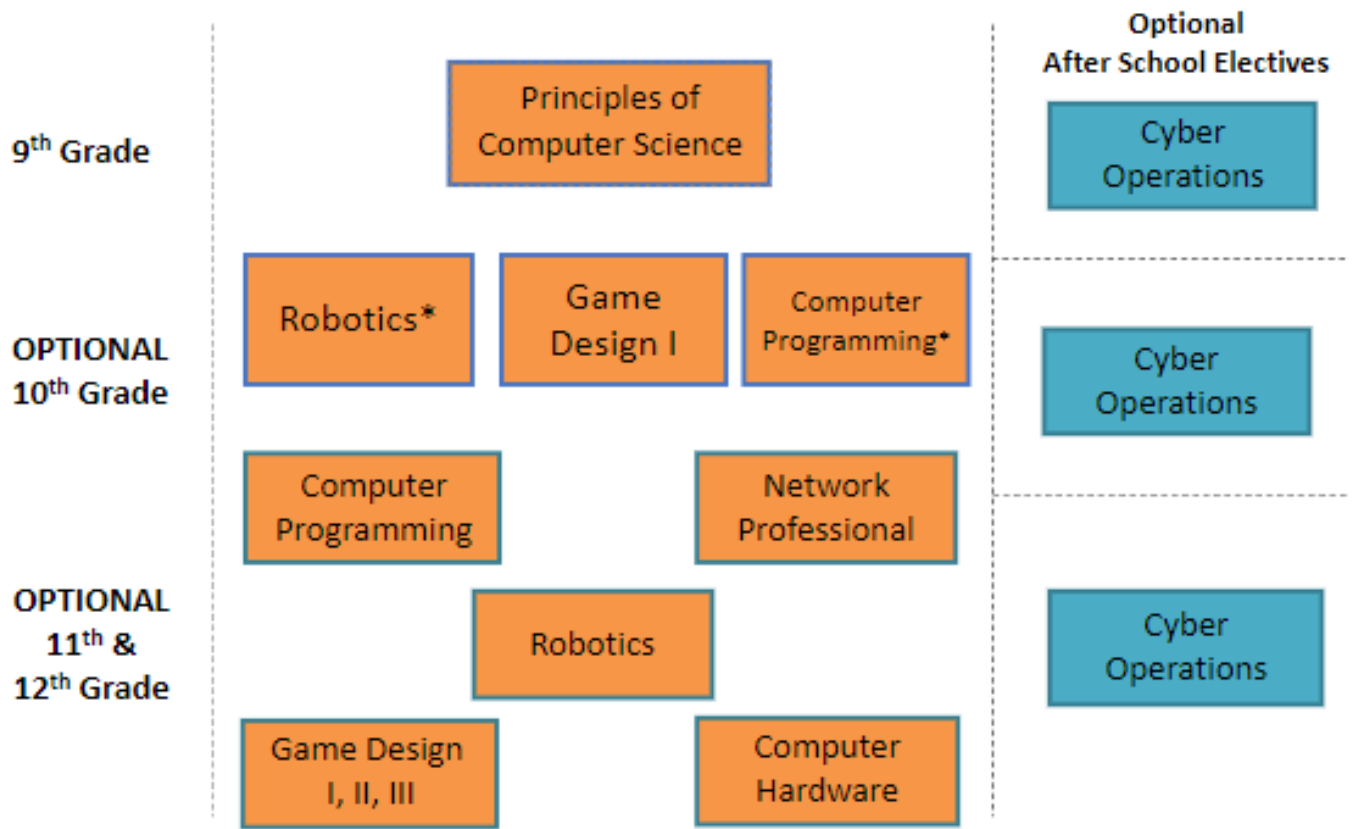 Optional
After School Electives
9th Grade
Principles of
Computer Science
Cyber
Operations
OPTIONAL
10th Grade
Robotics*
Game
Design I
Computer
Programming*
Cyber
Operations
OPTIONAL
11th &
12th Grade
Computer
Programming
Network
Professional
Robotics
Game Design
I, II, III
Computer
Hardware
Cyber
Operations